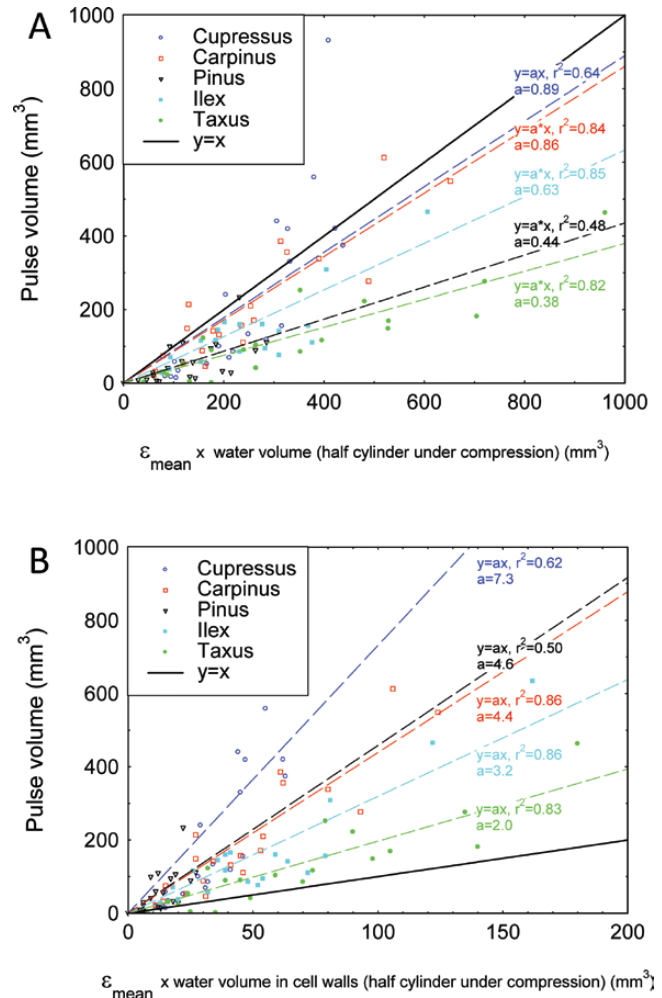 A
1000
800
600
400
200
0
Pulse volume (mm³)
Cupressus
Carpinus
Pinus
Ilex
Taxus
y=x
y=ax, r²=0.64
a=0.89
y=a*x, r²=0.84
a=0.86
y=a*x, r²=0.85
a=0.63
y=a*x, r²=0.48
a=0.44
y=a*x, r²=0.82
a=0.38
0 200 400 600 800 1000
εmean x water volume (half cylinder under compression) (mm³)
B
1000
800
600
400
200
0
Pulse volume (mm³)
Cupressus
Carpinus
Pinus
Ilex
Taxus
y=x
y=ax, r²=0.62
a=7.3
y=ax, r²=0.50
a=4.6
y=ax, r²=0.86
a=4.4
y=ax, r²=0.86
a=3.2
y=ax, r²=0.83
a=2.0
0 50 100 150 200
εmean x water volume in cell walls (half cylinder under compression) (mm³)